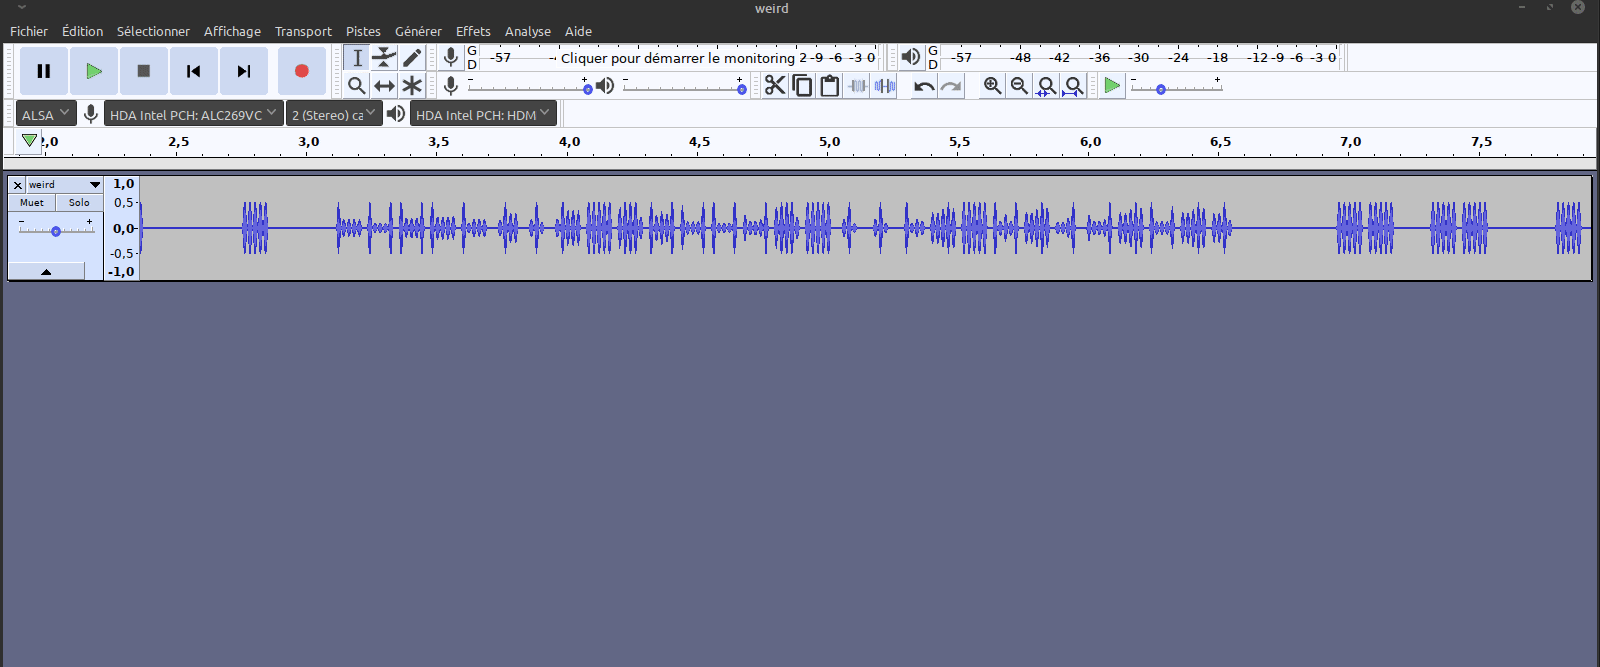 weird
Fichier Édition Sélectionner Affichage Transport Pistes Générer Effets Analyse Aide
G D -57 Cliquer pour démarrer le monitoring 2 -9 -6 -3 0 G D -57 -48 -42 -36 -30 -24 -18 -12 -9 -6 -3 0
- + - + - +
ALSA HDA Intel PCH: ALC269VC 2 (Stereo) ca HDA Intel PCH: HDM
2,0 2,5 3,0 3,5 4,0 4,5 5,0 5,5 6,0 6,5 7,0 7,5
weird 1,0
Muet Solo 0,5
- + 0,0
-0,5
-1,0